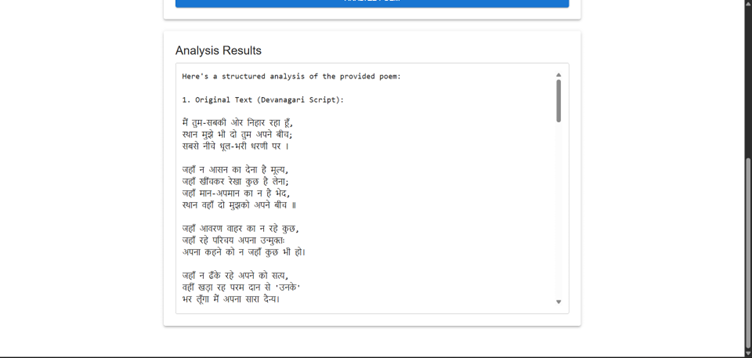 Analysis Results
Here's a structured analysis of the provided poem:
1. Original Text (Devanagari Script):
मैं तुम-सबकी ओर निहार रहा हूँ,
स्थान मुझे भी दो तुम अपने बीच;
सबसे नीचे धूल-भरी धरणी पर ।
जहाँ न आसन का देना है मूल्य,
जहाँ खींचकर रेखा कुछ है लेना;
जहाँ मान-अपमान का न है भेद,
स्थान वहाँ दो मुझको अपने बीच ॥
जहाँ आवरण वाहर का न रहे कुछ,
जहाँ रहे परिचय अपना उन्मुक्तः
अपना कहने को न जहाँ कुछ भी हो।
जहाँ न ढँके रहे अपने को सत्य,
वहीं खड़ा रह परम दान से 'उनके'
भर लूँगा मैं अपना सारा दैन्य।